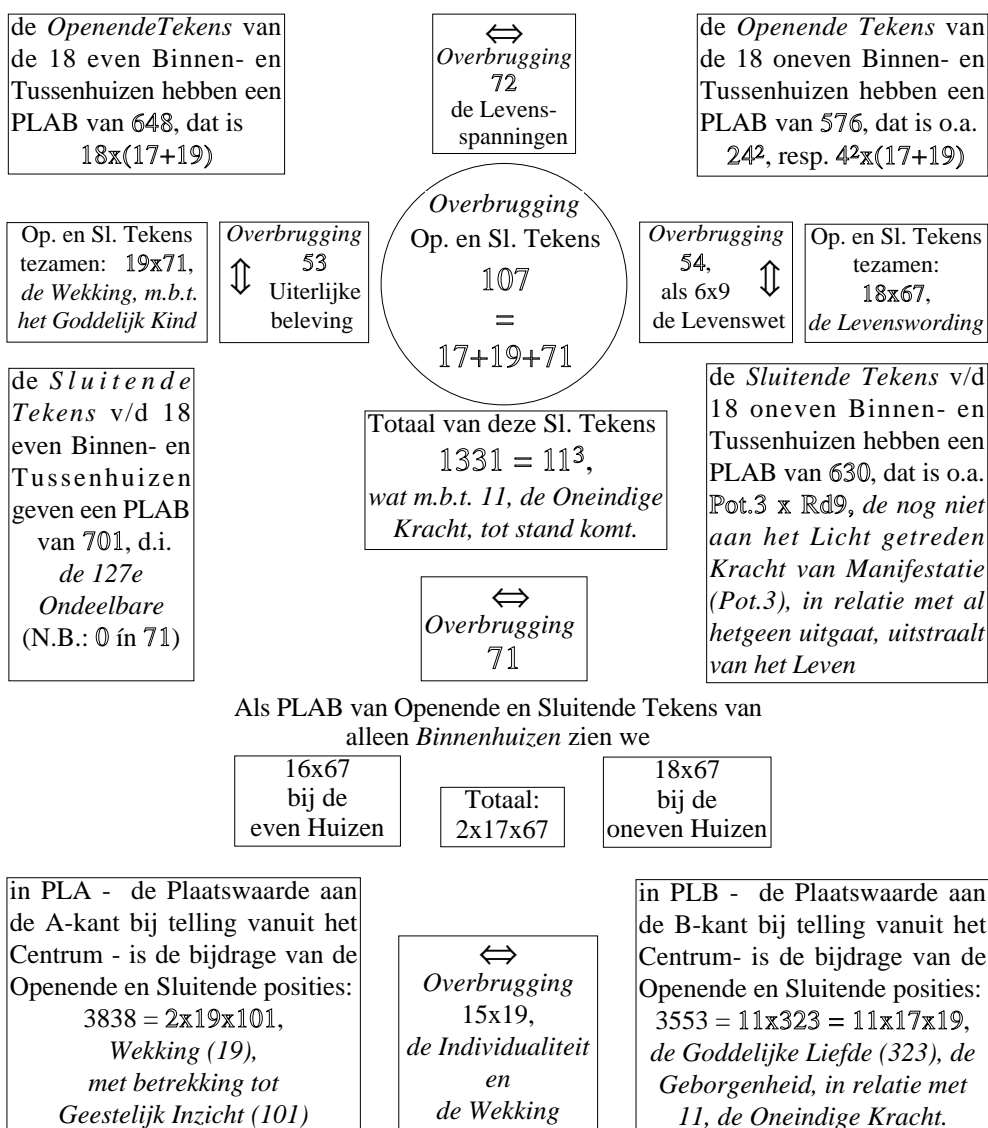 de OpenendeTekens van
de 18 even Binnen- en
Tussenhuizen hebben een
PLAB van 648, dat is
18x(17+19)
⇔
Overbrugging
72
de Levens-
spanningen
de Openende Tekens van
de 18 oneven Binnen- en
Tussenhuizen hebben een
PLAB van 576, dat is o.a.
24², resp. 4²x(17+19)
Op. en Sl. Tekens
tezamen: 19x71,
de Wekking, m.b.t.
het Goddelijk Kind
Overbrugging
53
⇕ Uiterlijke
beleving
Overbrugging
Op. en Sl. Tekens
107
=
17+19+71
Overbrugging
54,
als 6x9 ⇕
de Levenswet
Op. en Sl. Tekens
tezamen:
18x67,
de Levenswording
de Sluitende
Tekens v/d 18
even Binnen- en
Tussenhuizen
geven een PLAB
van 701, d.i.
de 127e
Ondeelbare
(N.B.: 0 ín 71)
Totaal van deze Sl. Tekens
1331 = 11³,
wat m.b.t. 11, de Oneindige
Kracht, tot stand komt.
de Sluitende Tekens v/d
18 oneven Binnen- en
Tussenhuizen hebben een
PLAB van 630, dat is o.a.
Pot.3 x Rd9, de nog niet
aan het Licht getreden
Kracht van Manifestatie
(Pot.3), in relatie met al
hetgeen uitgaat, uitstraalt
van het Leven
⇔
Overbrugging
71
Als PLAB van Openende en Sluitende Tekens van
alleen Binnenhuizen zien we
16x67
bij de
even Huizen
Totaal:
2x17x67
18x67
bij de
oneven Huizen
in PLA - de Plaatswaarde aan
de A-kant bij telling vanuit het
Centrum - is de bijdrage van de
Openende en Sluitende posities:
3838 = 2x19x101,
Wekking (19),
met betrekking tot
Geestelijk Inzicht (101)
⇔
Overbrugging
15x19,
de Individualiteit
en
de Wekking
in PLB - de Plaatswaarde aan
de B-kant bij telling vanuit het
Centrum- is de bijdrage van de
Openende en Sluitende posities:
3553 = 11x323 = 11x17x19,
de Goddelijke Liefde (323), de
Geborgenheid, in relatie met
11, de Oneindige Kracht.